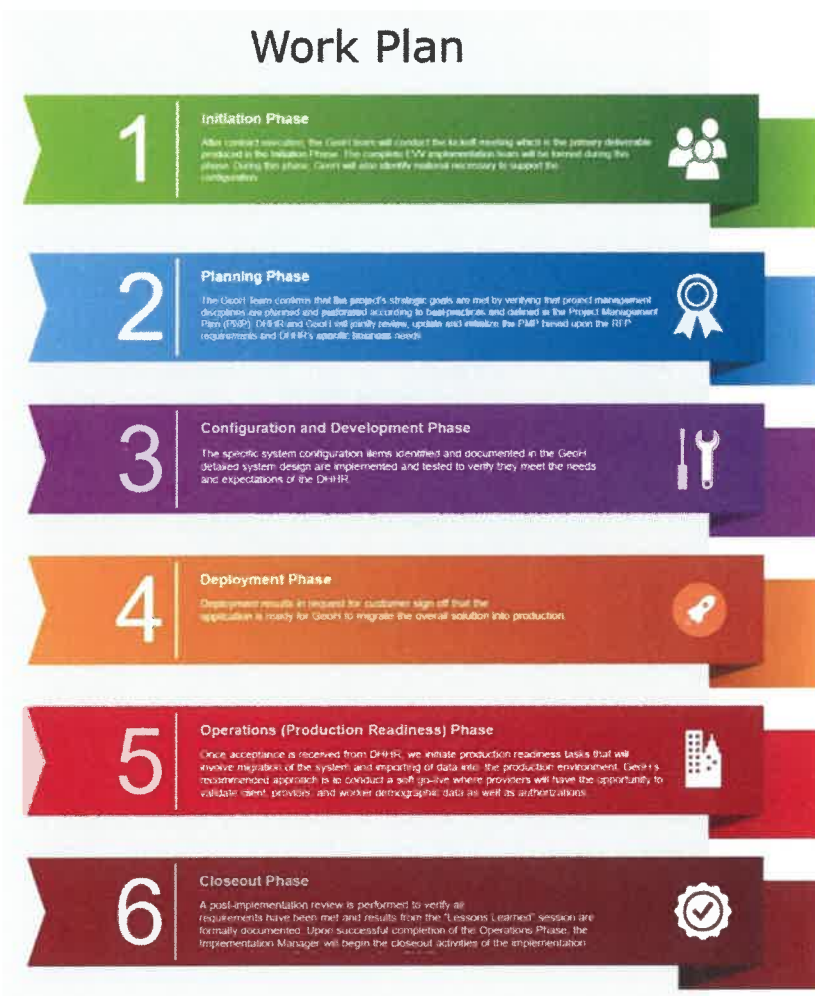 Work Plan
1
Initiation Phase
After contract execution, the GeoH team will conduct the kickoff meeting which is the primary deliverable
produced in the Initiation Phase. The complete EVV implementation team will be formed during this
phase. During this phase, GeoH will also identify material necessary to support the
configuration.
2
Planning Phase
The GeoH Team confirms that the project's strategic goals are met by verifying that project management
disciplines are planned and performed according to best-practices and defined in the Project Management
Plan (PMP). DHHR and GeoH will jointly review, update and initialize the PMP based upon the RFP
requirements and DHHR's specific business needs.
3
Configuration and Development Phase
The specific system configuration items identified and documented in the GeoH
detailed system design are implemented and tested to verify they meet the needs
and expectations of the DHHR.
4
Deployment Phase
Deployment results in request for customer sign off that the
application is ready for GeoH to migrate the overall solution into production.
5
Operations (Production Readiness) Phase
Once acceptance is received from DHHR, we initiate production readiness tasks that will
involve migration of the system and importing of data into the production environment. GeoH's
recommended approach is to conduct a soft go-live where providers will have the opportunity to
validate client, provider, and worker demographic data as well as authorizations.
6
Closeout Phase
A post-implementation review is performed to verify all
requirements have been met and results from the "Lessons Learned" session are
formally documented. Upon successful completion of the Operations Phase, the
Implementation Manager will begin the closeout activities of the implementation